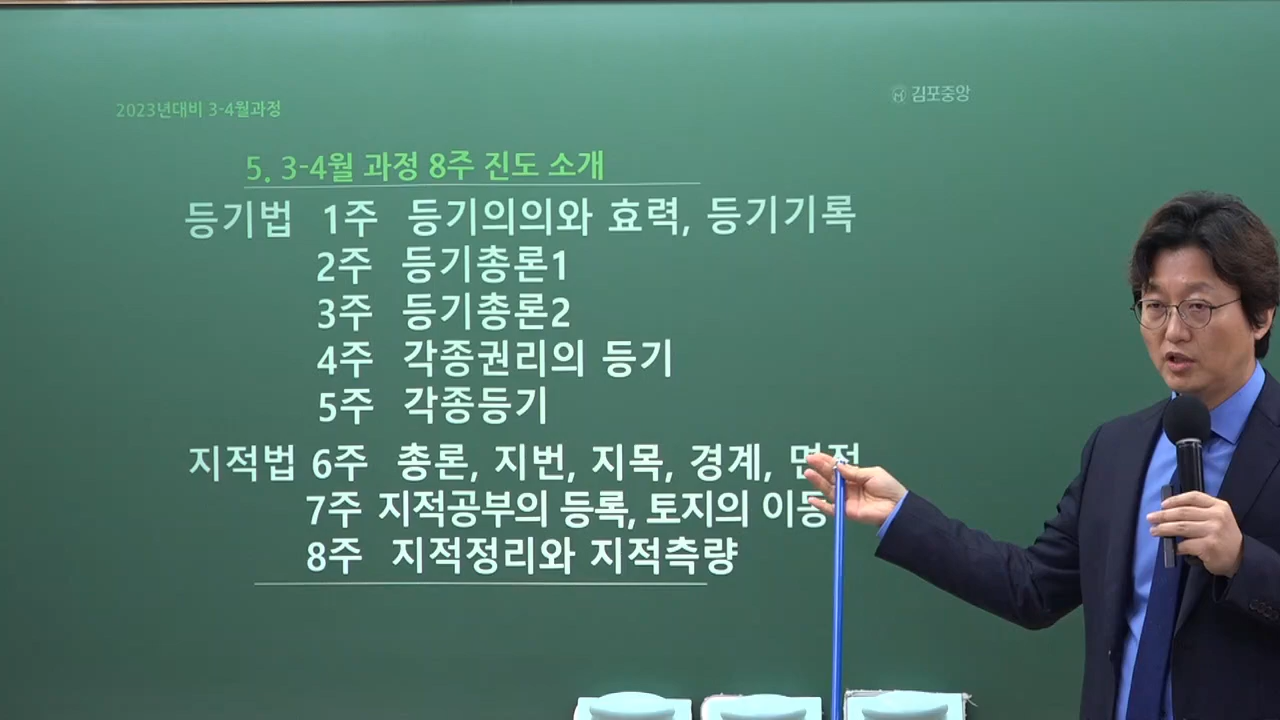 2023년대비 3-4월과정
김포중앙
5. 3-4월 과정 8주 진도 소개
등기법 1주 등기의의와 효력, 등기기록
2주 등기총론1
3주 등기총론2
4주 각종권리의 등기
5주 각종등기
지적법 6주 총론, 지번, 지목, 경계, 면적
7주 지적공부의 등록, 토지의 이동
8주 지적정리와 지적측량